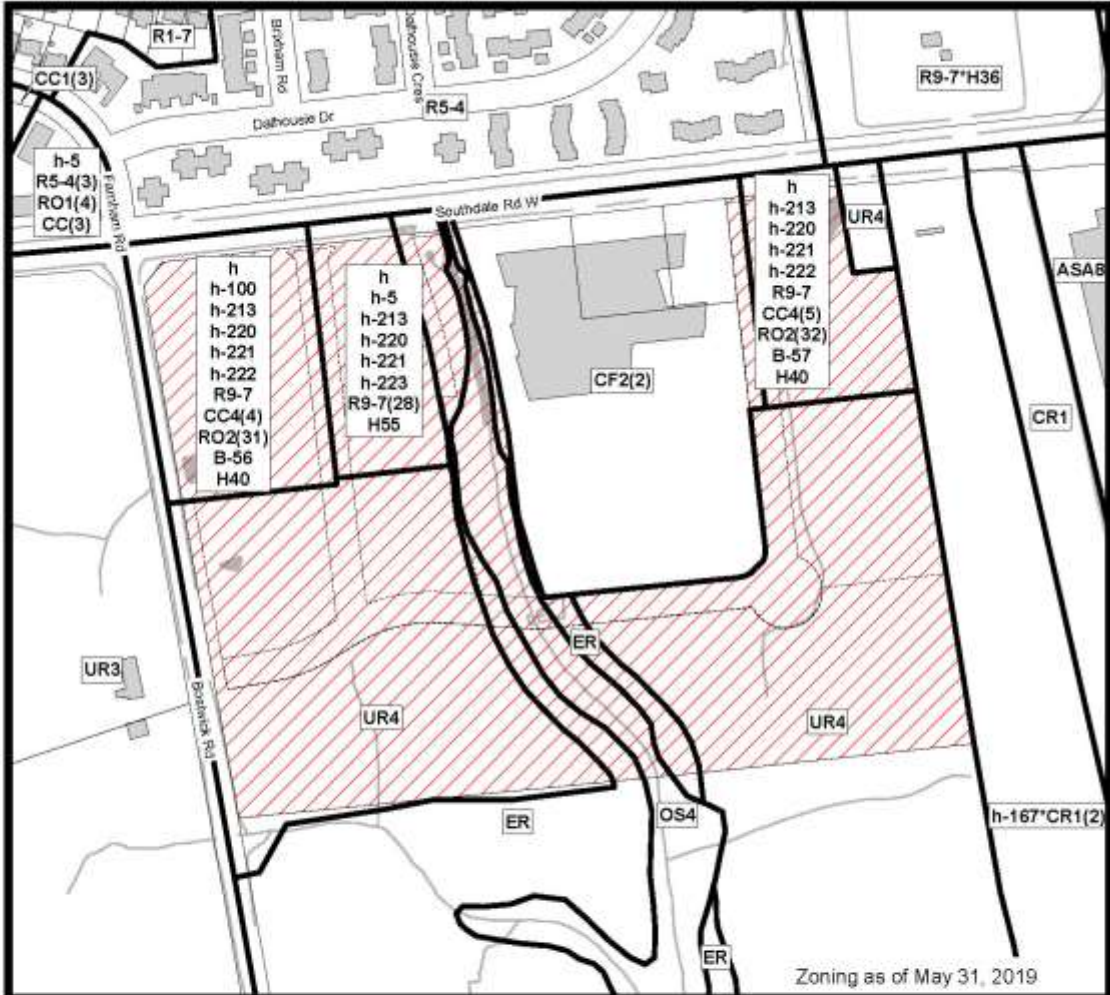 R1-7
CC1(3)
Brixham Rd
Dalhousie Cres
R9-7*H36
R5-4
Dalhousie Dr
h-5
R5-4(3)
RO1(4)
CC(3)
Farnham Rd
Southdale Rd W
h
h-100
h-213
h-220
h-221
h-222
R9-7
CC4(4)
RO2(31)
B-56
H40
h
h-5
h-213
h-220
h-221
h-223
R9-7(28)
H55
h
h-213
h-220
h-221
h-222
R9-7
CC4(5)
RO2(32)
B-57
H40
UR4
ASA8
CF2(2)
CR1
ER
UR3
Bostwick Rd
UR4
UR4
ER
OS4
h-167*CR1(2)
ER
Zoning as of May 31, 2019